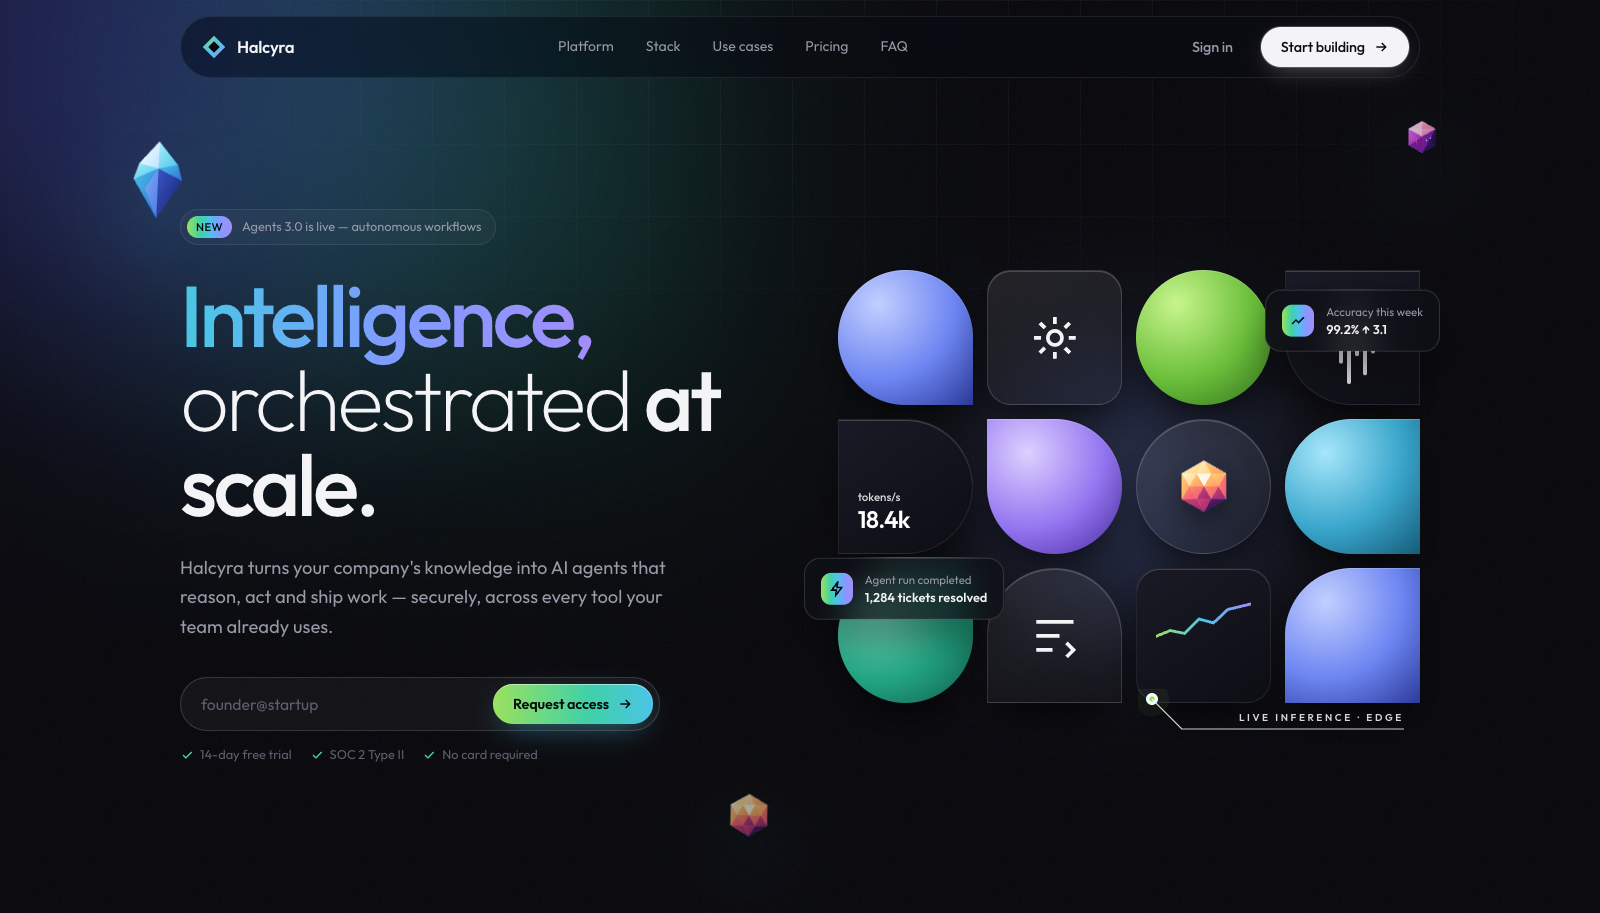 Halcyra
Platform
Stack
Use cases
Pricing
FAQ
Sign in
Start building
NEW
Agents 3.0 is live — autonomous workflows
Intelligence,
orchestrated at
scale.
Halcyra turns your company's knowledge into AI agents that
reason, act and ship work — securely, across every tool your
team already uses.
founder@startup
Request access
14-day free trial
SOC 2 Type II
No card required
Accuracy this week
99.2% ↑ 3.1
tokens/s
18.4k
Agent run completed
1,284 tickets resolved
LIVE INFERENCE · EDGE